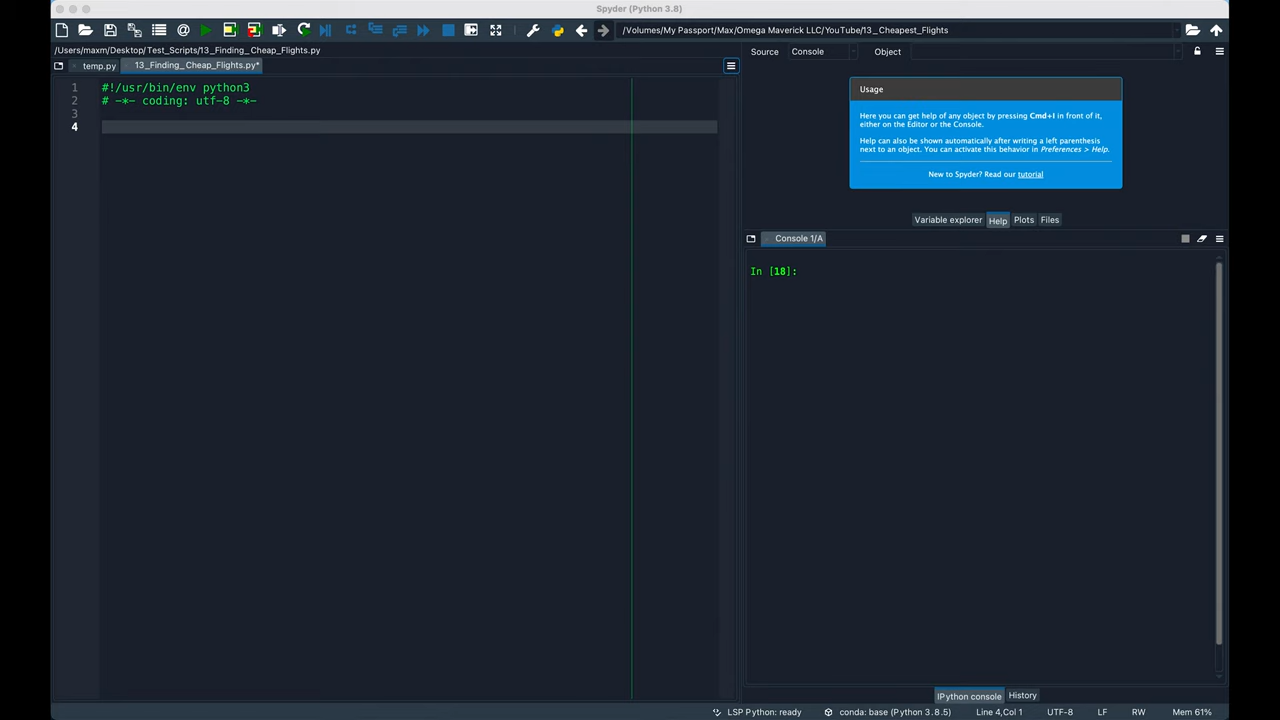 Spyder (Python 3.8)
/Volumes/My Passport/Max/Omega Maverick LLC/YouTube/13_Cheapest_Flights
/Users/maxm/Desktop/Test_Scripts/13_Finding_Cheap_Flights.py
temp.py
13_Finding_Cheap_Flights.py*
1 #!/usr/bin/env python3
2 # -*- coding: utf-8 -*-
3
4
Source Console Object
Usage
Here you can get help of any object by pressing Cmd+I in front of it,
either on the Editor or the Console.
Help can also be shown automatically after writing a left parenthesis
next to an object. You can activate this behavior in Preferences > Help.
New to Spyder? Read our tutorial
Variable explorer Help Plots Files
Console 1/A
In [18]:
IPython console History
LSP Python: ready conda: base (Python 3.8.5) Line 4,Col 1 UTF-8 LF RW Mem 61%